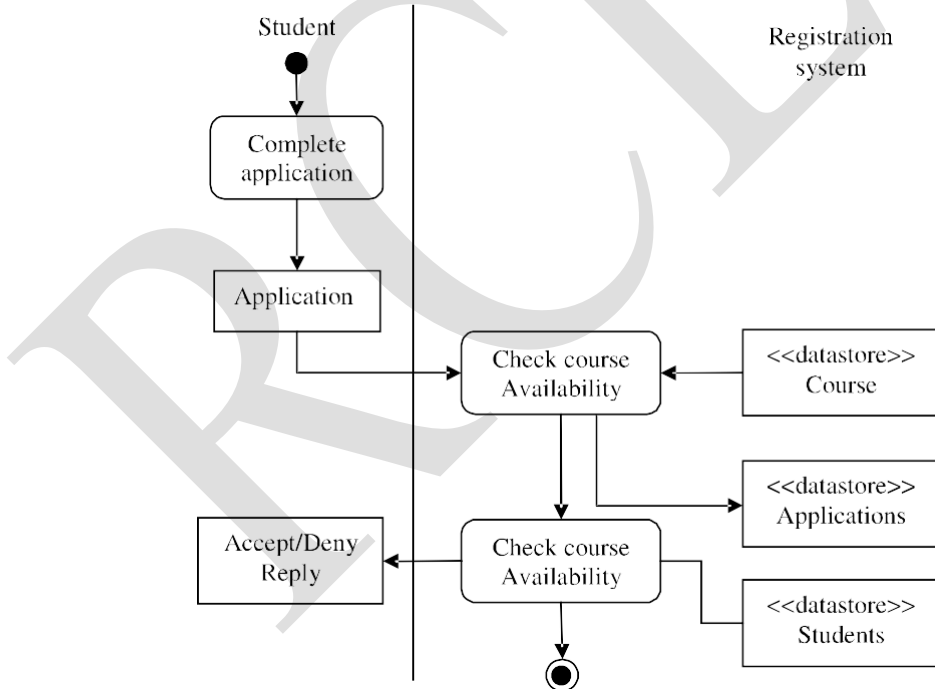 Student
Registration
system
Complete
application
Application
Check course
Availability
<<datastore>>
Course
<<datastore>>
Applications
Accept/Deny
Reply
Check course
Availability
<<datastore>>
Students